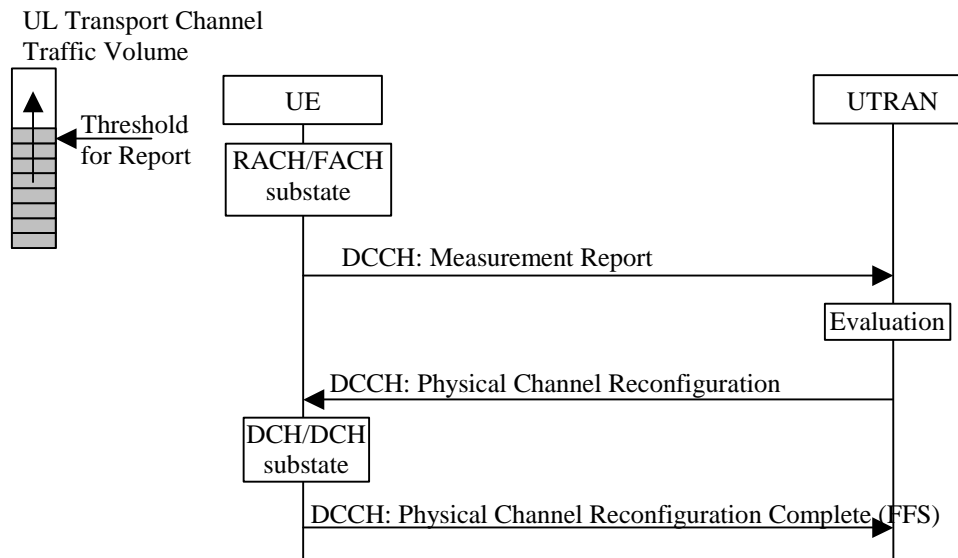 UL Transport Channel
Traffic Volume
UE
UTRAN
Threshold
for Report
RACH/FACH
substate
DCCH: Measurement Report
Evaluation
DCCH: Physical Channel Reconfiguration
DCH/DCH
substate
DCCH: Physical Channel Reconfiguration Complete (FFS)